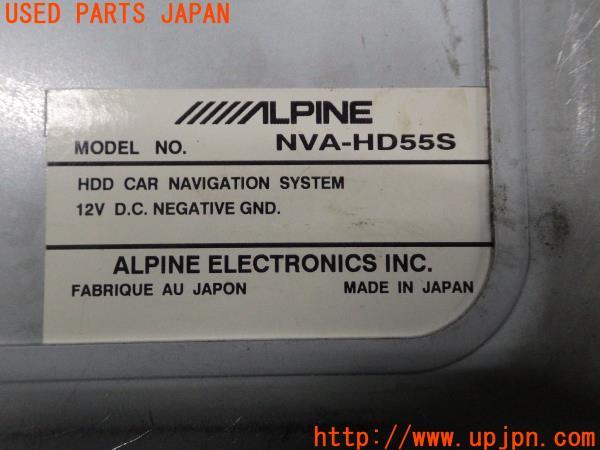 USED PARTS JAPAN
ALPINE
MODEL NO. NVA-HD55S
HDD CAR NAVIGATION SYSTEM
12V D.C. NEGATIVE GND.
ALPINE ELECTRONICS INC.
FABRIQUE AU JAPON MADE IN JAPAN
http://www.upjpn.com